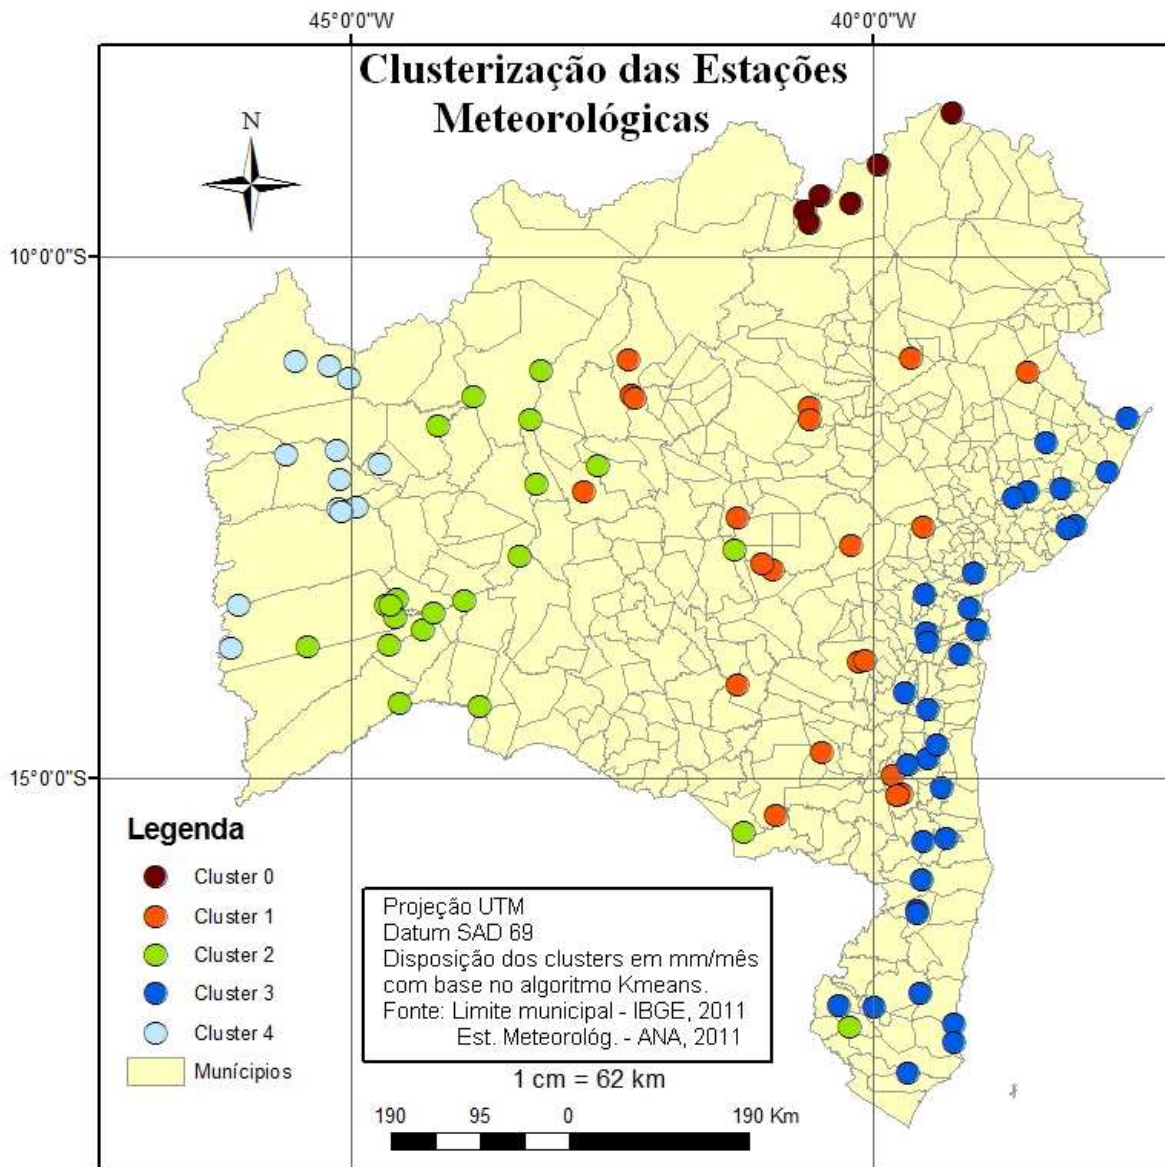 45°0'0"W
40°0'0"W
Clusterização das Estações
Meteorológicas
N
10°0'0"S
15°0'0"S
Legenda
Cluster 0
Cluster 1
Cluster 2
Cluster 3
Cluster 4
Munícipios
Projeção UTM
Datum SAD 69
Disposição dos clusters em mm/mês
com base no algoritmo Kmeans.
Fonte: Limite municipal - IBGE, 2011
Est. Meteorológ. - ANA, 2011
1 cm = 62 km
190 95 0 190 Km